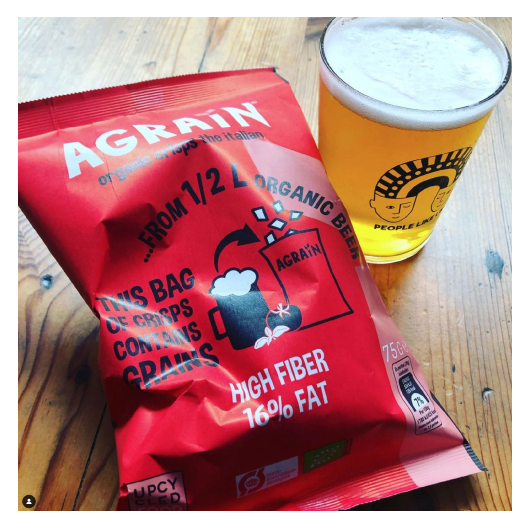 AGRAiN
organic crisps the italian
...FROM 1/2 L ORGANIC BEER
AGRAiN
THIS BAG
OF CRISPS
CONTAINS
GRAINS
HIGH FIBER
16% FAT
75G
7%
UPCY
CLED
PEOPLE LIKE